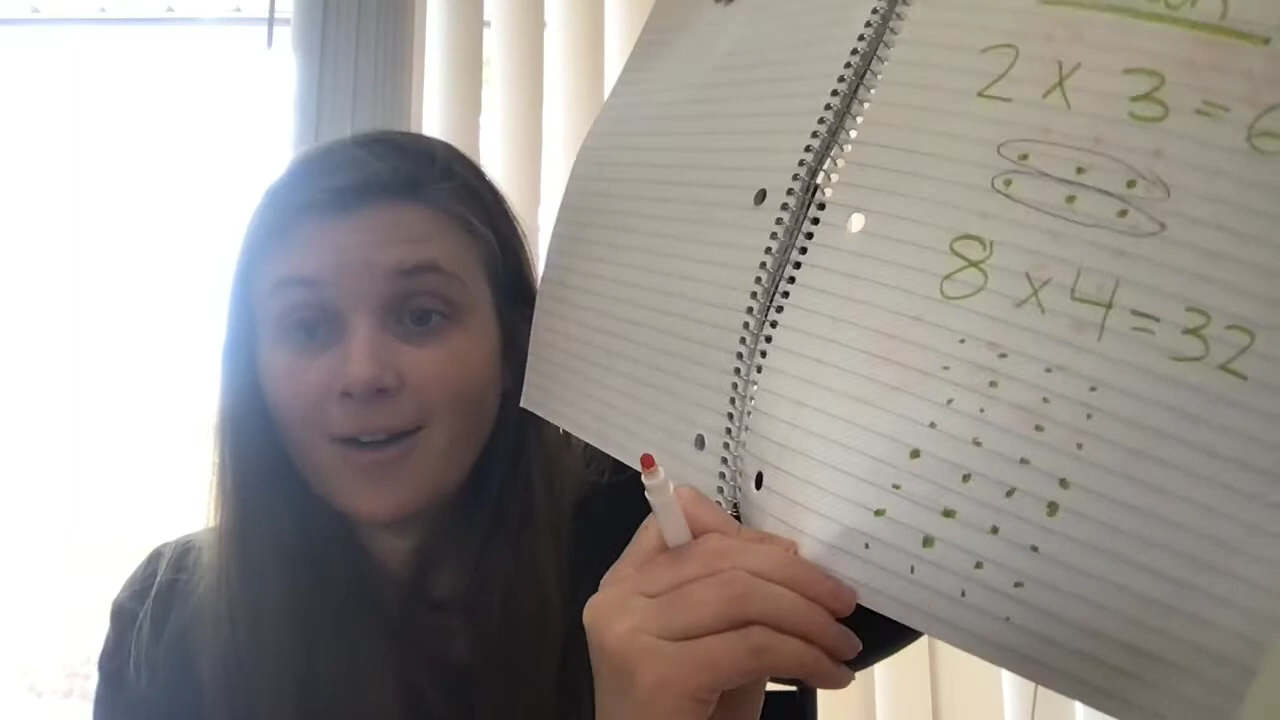 2 x 3 = 6
8 x 4 = 32